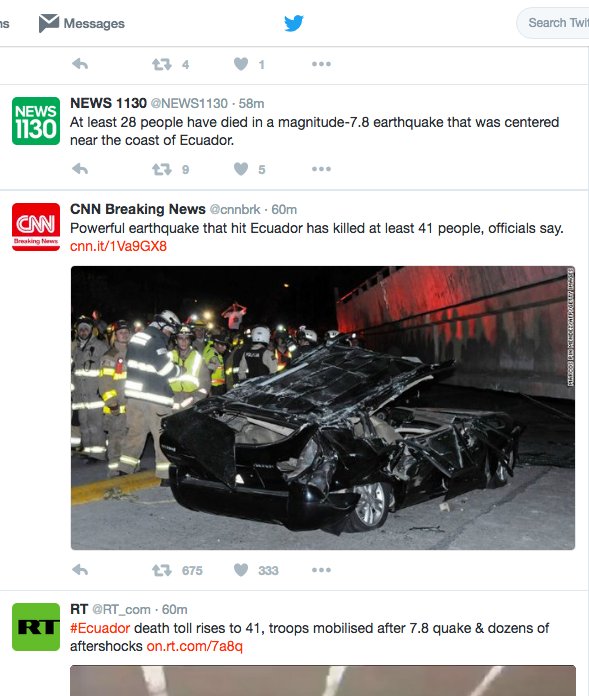 ns Messages Search Twit
4 1
NEWS 1130 @NEWS1130 · 58m
NEWS
1130
At least 28 people have died in a magnitude-7.8 earthquake that was centered
near the coast of Ecuador.
9 5
CNN Breaking News @cnnbrk · 60m
CNN
Breaking News
Powerful earthquake that hit Ecuador has killed at least 41 people, officials say.
cnn.it/1Va9GX8
POLICIA
675 333
RT @RT_com · 60m
RT
#Ecuador death toll rises to 41, troops mobilised after 7.8 quake & dozens of
aftershocks on.rt.com/7a8q